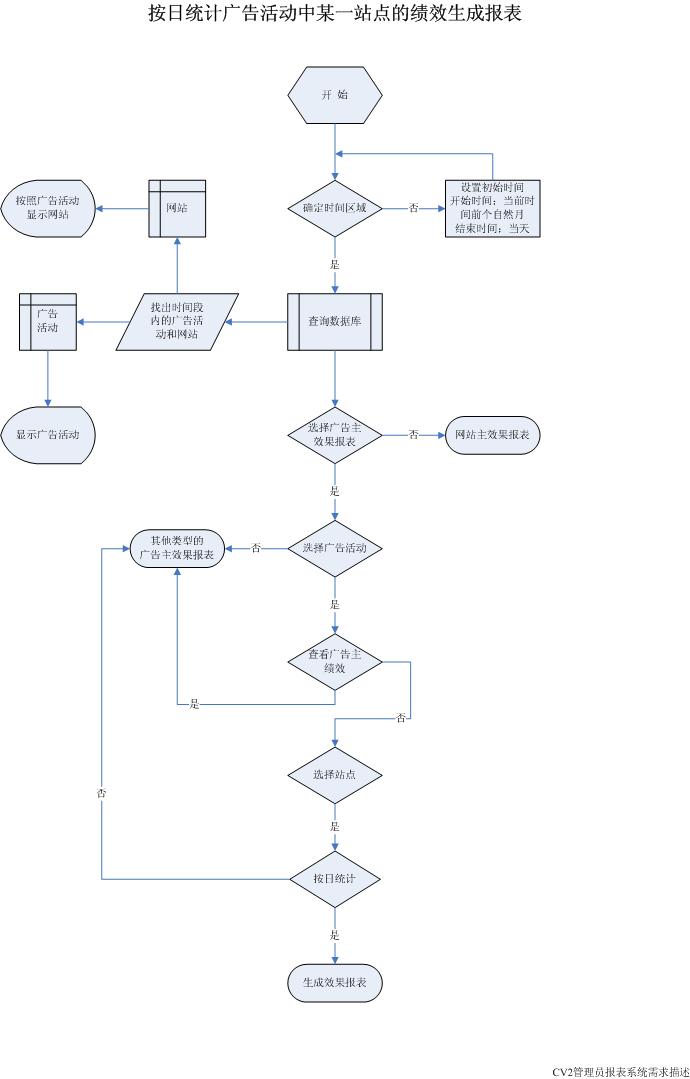 按日统计广告活动中某一站点的绩效生成报表
开 始
按照广告活动
显示网站
网站
确定时间区域
否
设置初始时间
开始时间：当前时
间前个自然月
结束时间：当天
是
广告
活动
找出时间段
内的广告活
动和网站
查询数据库
显示广告活动
选择广告主
效果报表
否
网站主效果报表
是
其他类型的
广告主效果报表
否
选择广告活动
是
查看广告主
绩效
是
否
选择站点
否
是
按日统计
是
生成效果报表
CV2管理员报表系统需求描述